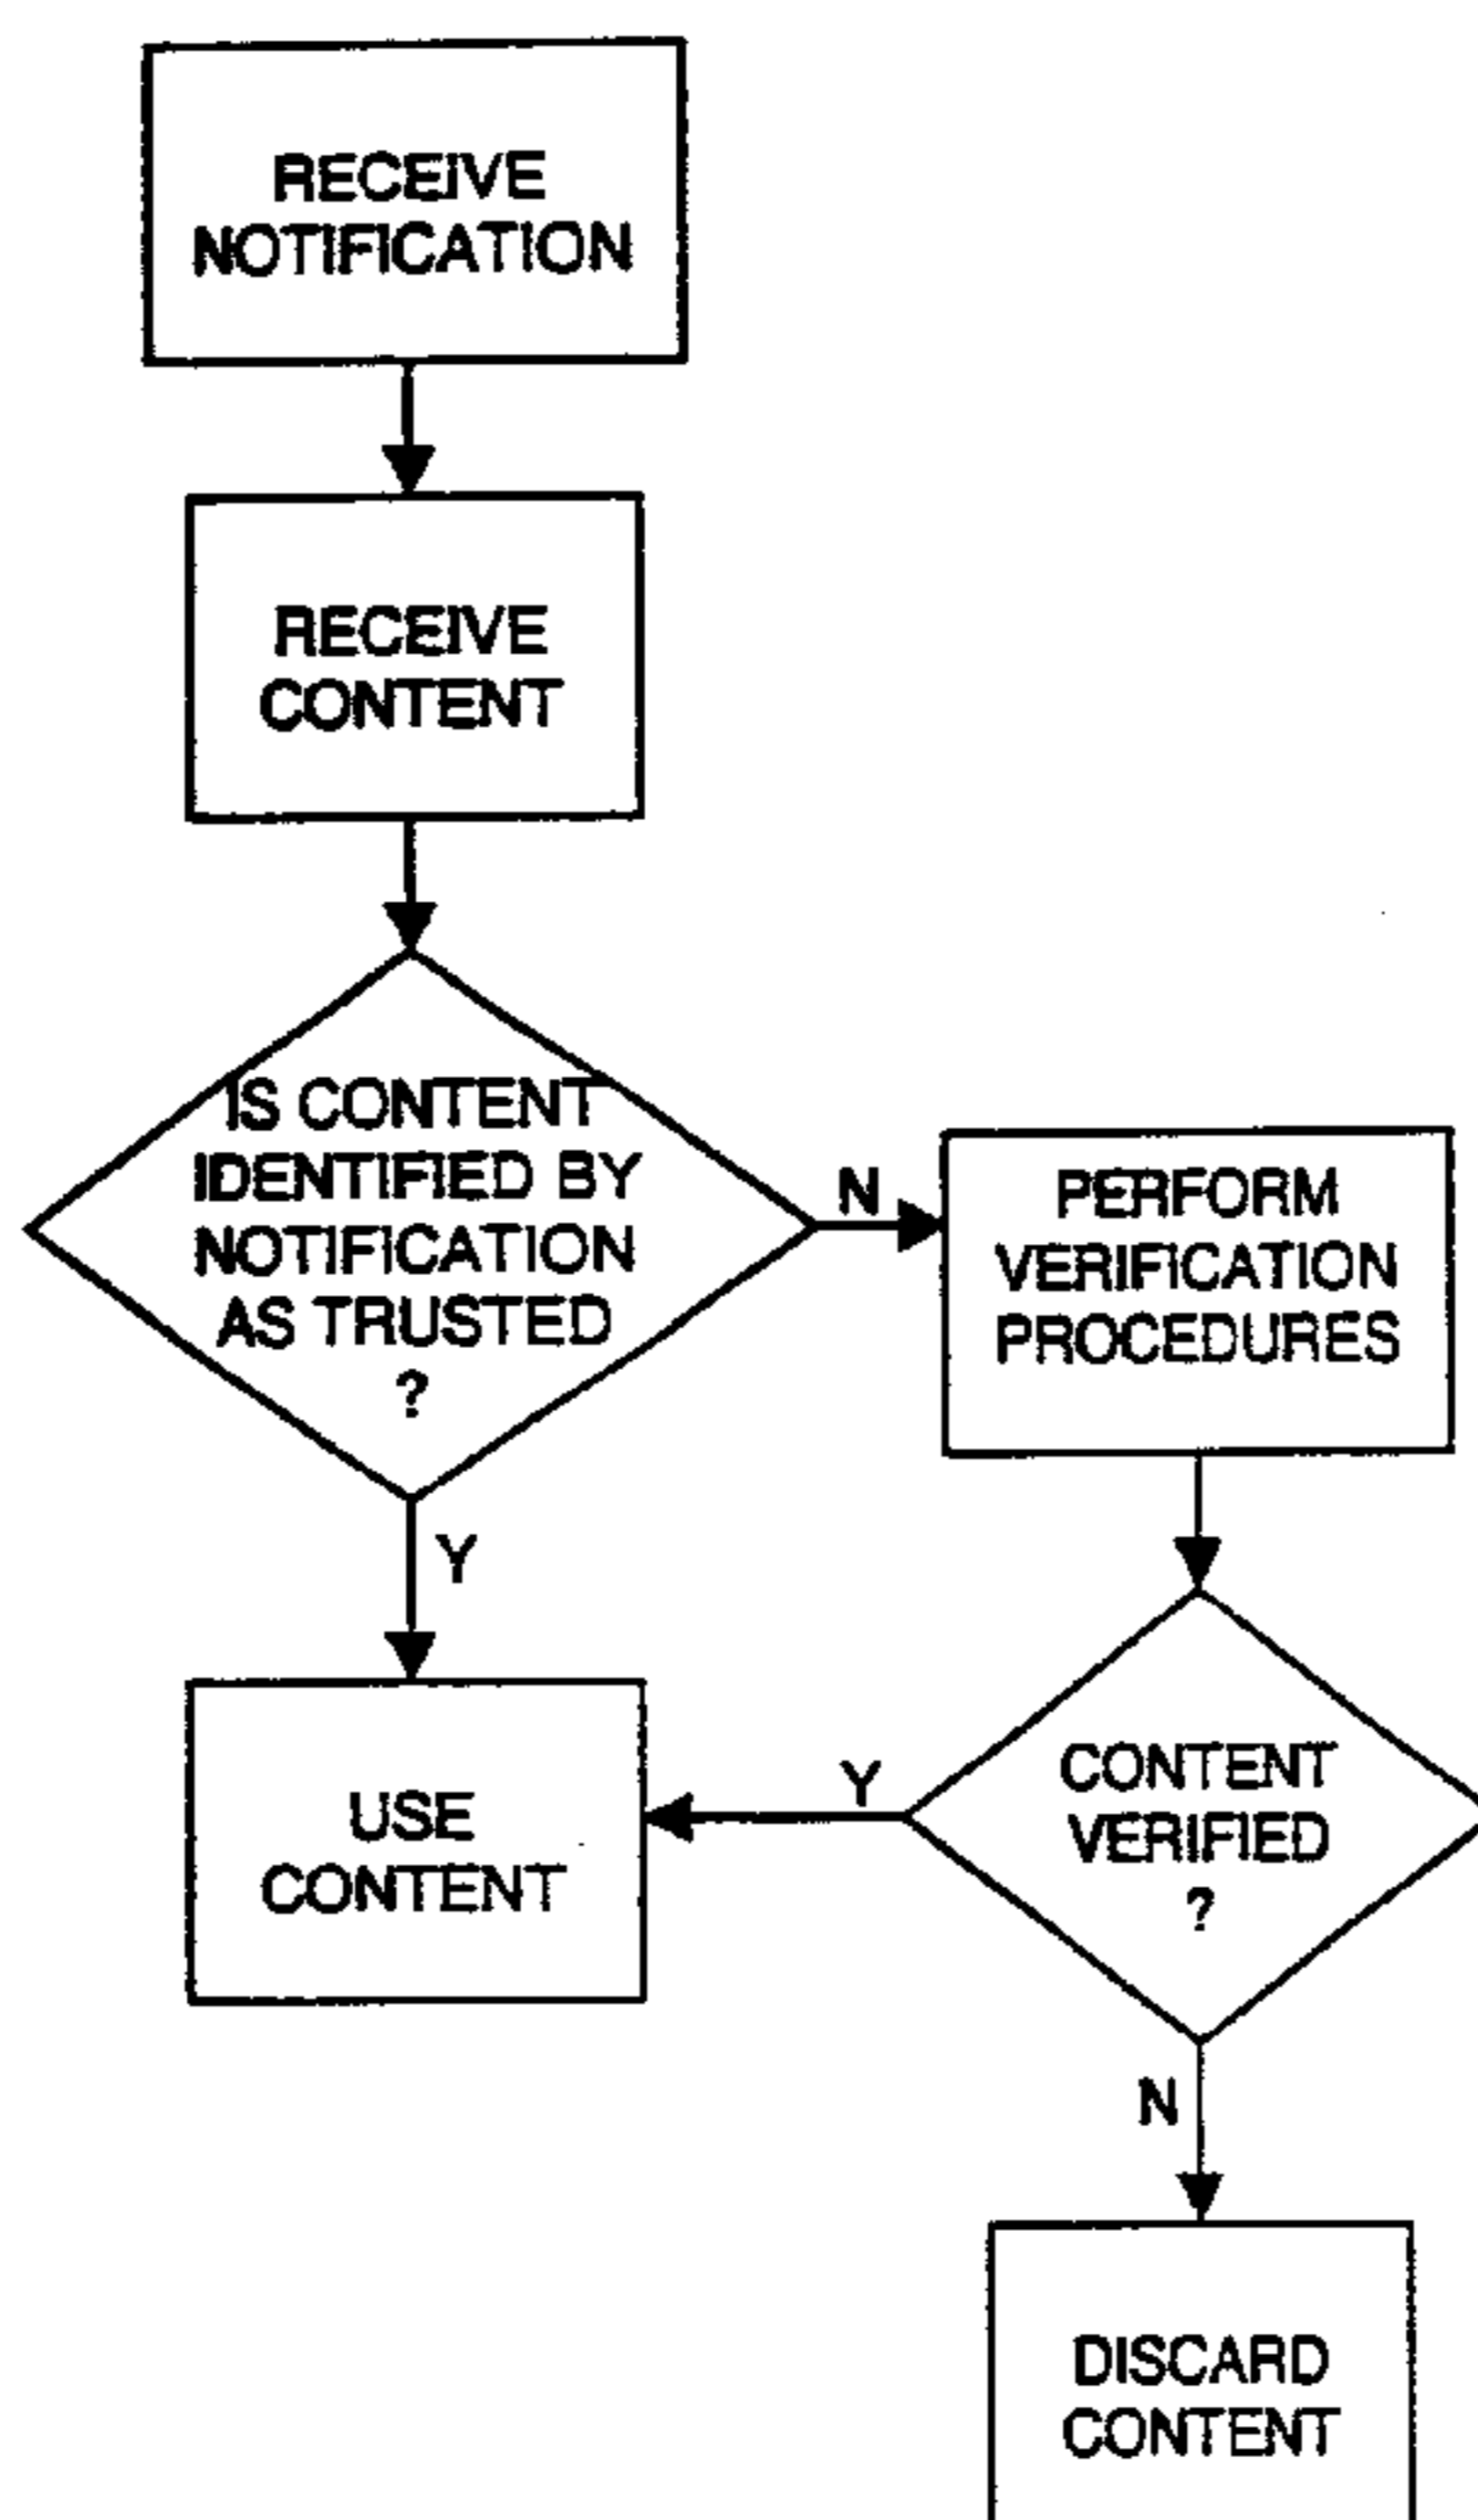 RECEIVE
NOTIFICATION
RECEIVE
CONTENT
IS CONTENT
IDENTIFIED BY
NOTIFICATION
AS TRUSTED
?
N
PERFORM
VERIFICATION
PROCEDURES
Y
USE
CONTENT
Y
CONTENT
VERIFIED
?
N
DISCARD
CONTENT